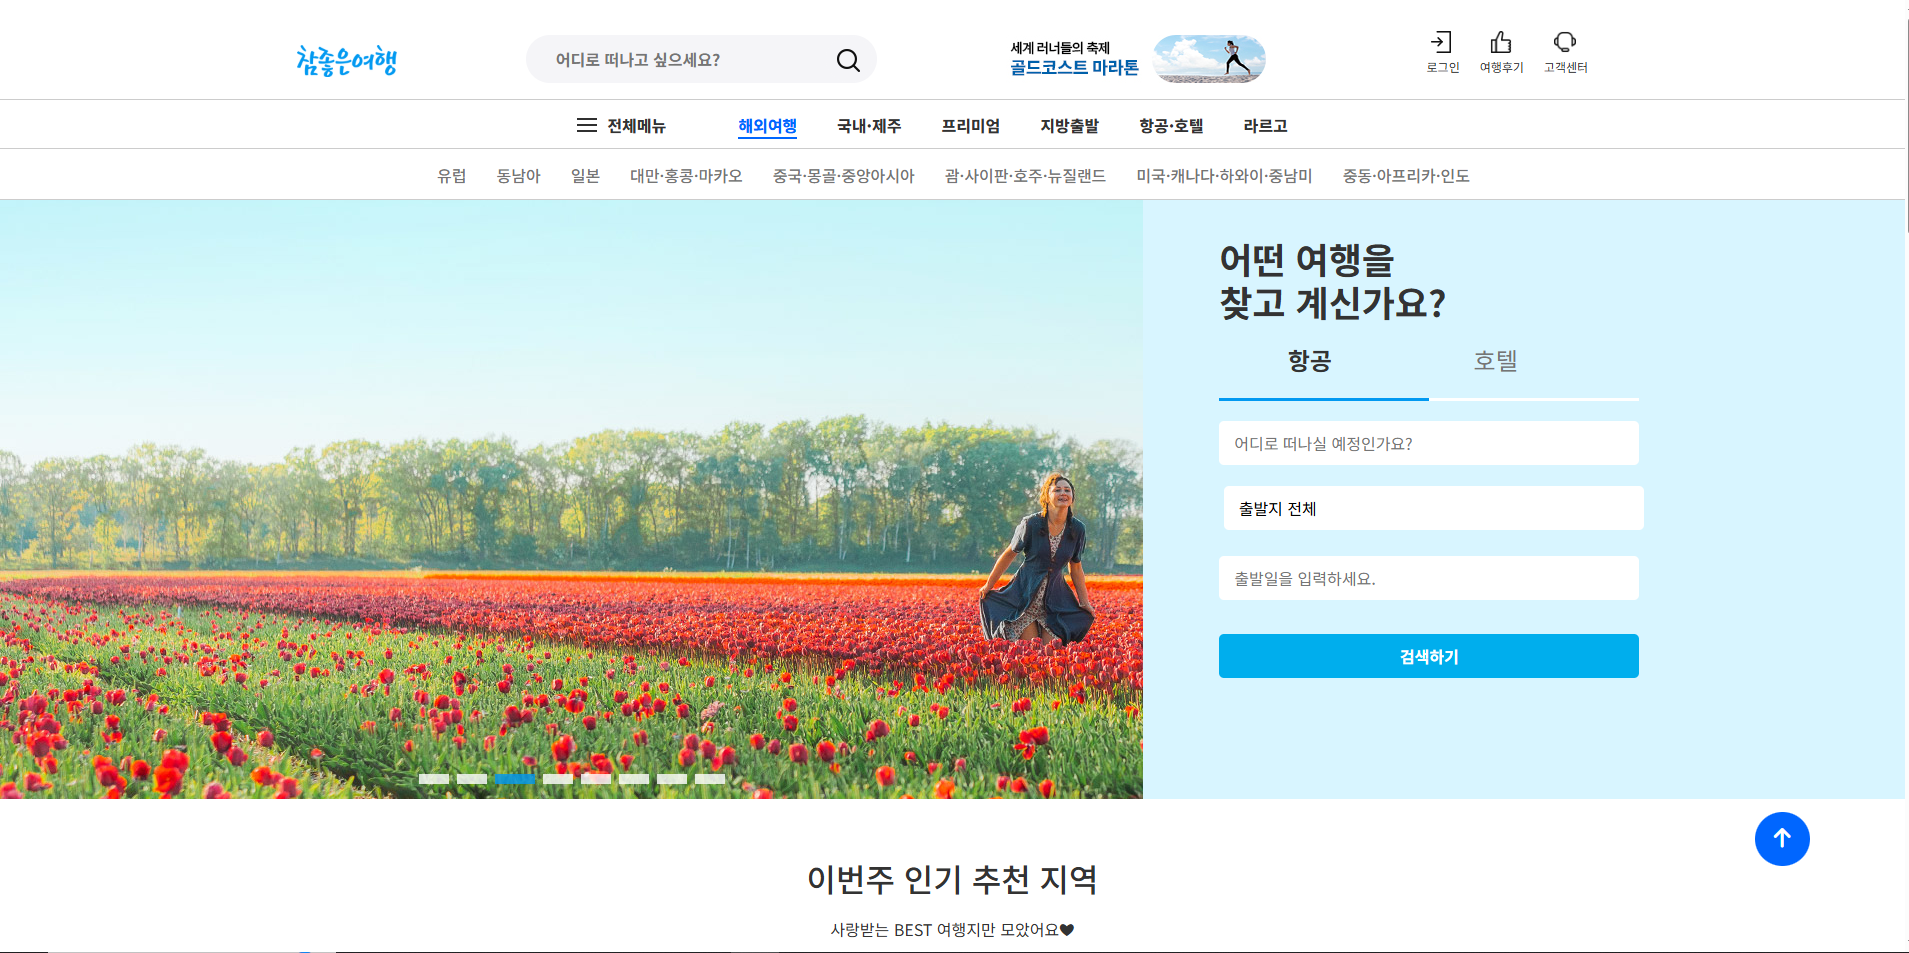 참좋은여행
어디로 떠나고 싶으세요?
세계 러너들의 축제
골드코스트 마라톤
로그인
여행후기
고객센터
전체메뉴
해외여행
국내·제주
프리미엄
지방출발
항공·호텔
라르고
유럽
동남아
일본
대만·홍콩·마카오
중국·몽골·중앙아시아
괌·사이판·호주·뉴질랜드
미국·캐나다·하와이·중남미
중동·아프리카·인도
어떤 여행을
찾고 계신가요?
항공
호텔
어디로 떠나실 예정인가요?
출발지 전체
출발일을 입력하세요.
검색하기
이번주 인기 추천 지역
사랑받는 BEST 여행지만 모았어요🖤